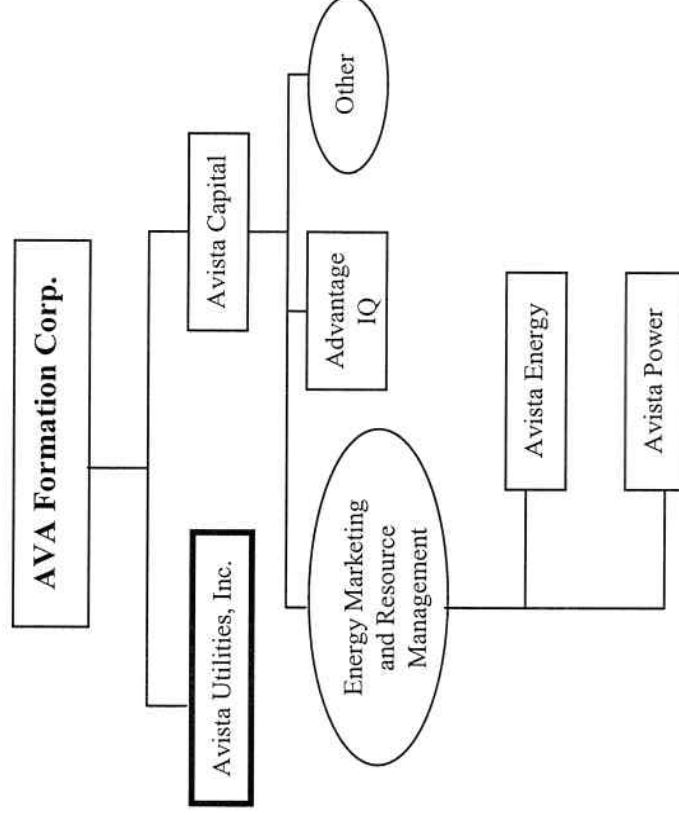 AVA Formation Corp.
Avista Utilities, Inc.
Avista Capital
Energy Marketing
and Resource
Management
Advantage
IQ
Other
Avista Energy
Avista Power